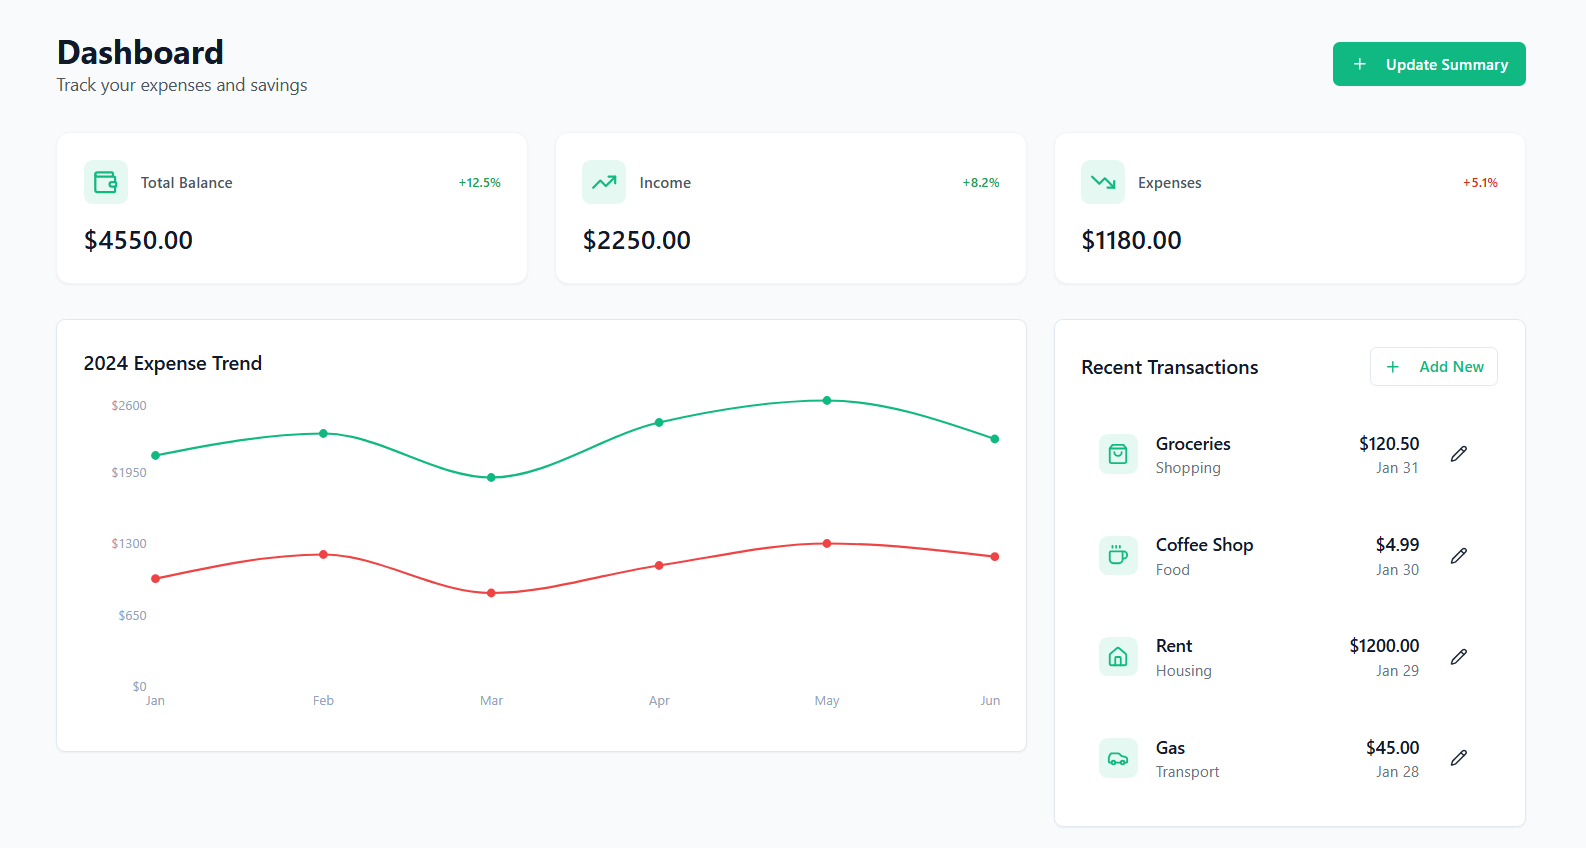 Dashboard
Track your expenses and savings
+ Update Summary
Total Balance
+12.5%
$4550.00
Income
+8.2%
$2250.00
Expenses
+5.1%
$1180.00
2024 Expense Trend
$2600
$1950
$1300
$650
$0
Jan Feb Mar Apr May Jun
Recent Transactions
+ Add New
Groceries $120.50
Shopping Jan 31
Coffee Shop $4.99
Food Jan 30
Rent $1200.00
Housing Jan 29
Gas $45.00
Transport Jan 28